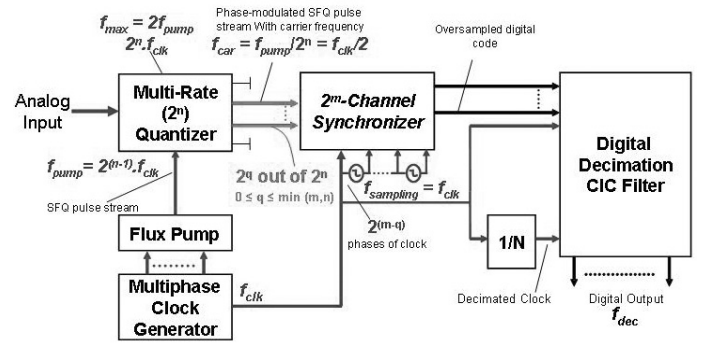 f_max = 2f_pump
2^n.f_clk
Phase-modulated SFQ pulse
stream With carrier frequency
f_car = f_pump/2^n = f_clk/2
Oversampled digital
code
Analog
Input
Multi-Rate
(2^n)
Quantizer
2^m-Channel
Synchronizer
Digital
Decimation
CIC Filter
f_pump = 2^(n-1).f_clk
SFQ pulse stream
2^q out of 2^n
0 ≤ q ≤ min (m,n)
f_sampling = f_clk
2^(m-q)
phases of clock
Flux Pump
1/N
Multiphase
Clock
Generator
f_clk
Decimated Clock
Digital Output
f_dec